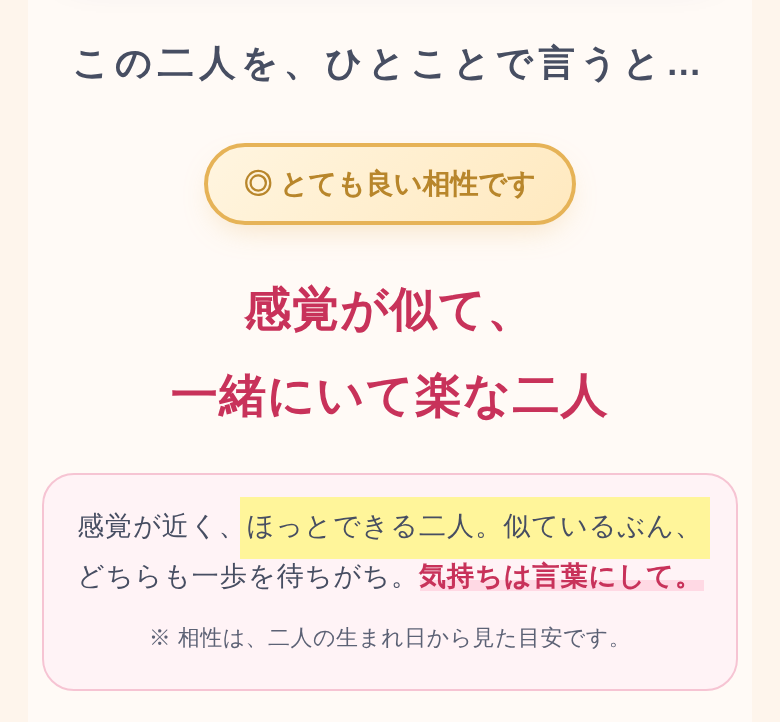 この二人を、ひとことで言うと…
◎ とても良い相性です
感覚が似て、
一緒にいて楽な二人
感覚が近く、ほっとできる二人。似ているぶん、
どちらも一歩を待ちがち。気持ちは言葉にして。
※ 相性は、二人の生まれ日から見た目安です。